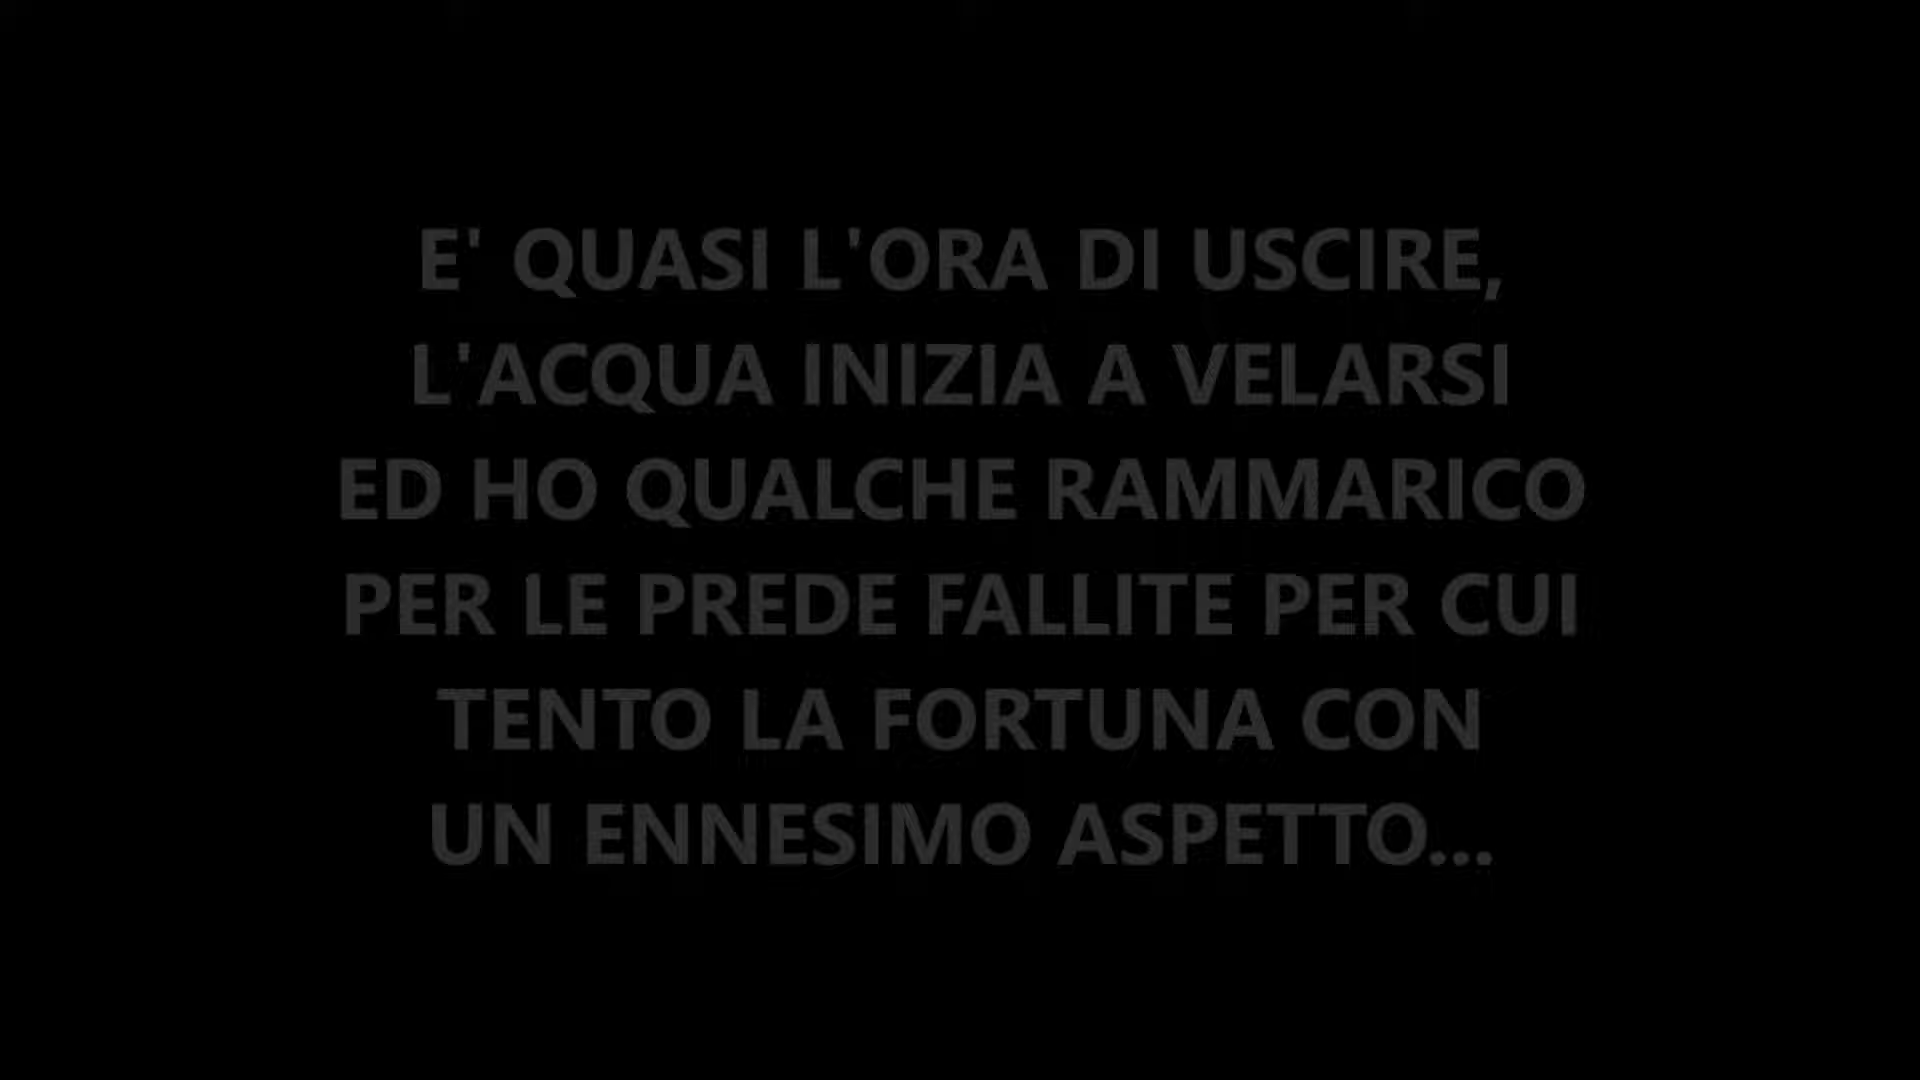 E' QUASI L'ORA DI USCIRE,
L'ACQUA INIZIA A VELARSI
ED HO QUALCHE RAMMARICO
PER LE PREDE FALLITE PER CUI
TENTO LA FORTUNA CON
UN ENNESIMO ASPETTO...